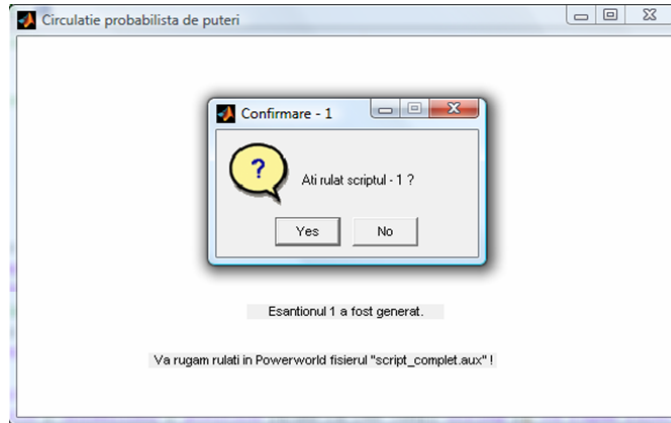 Circulatie probabilista de puteri
Confirmare - 1
?
Ati rulat scriptul - 1 ?
Yes No
Esantionul 1 a fost generat.
Va rugam rulati in Powerworld fisierul "script_complet.aux" !